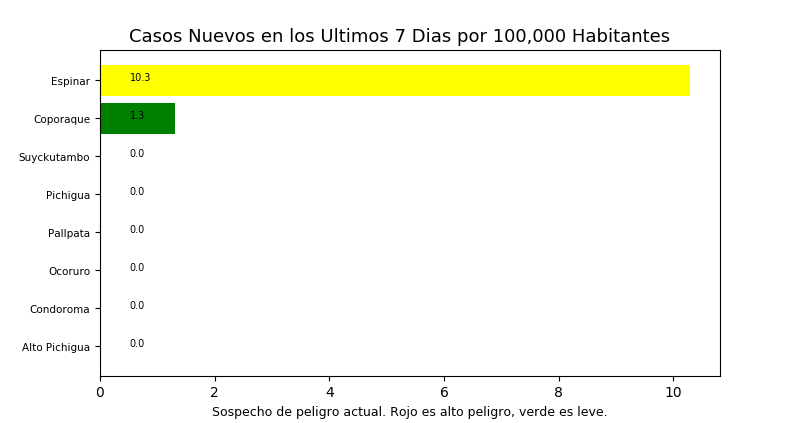 Casos Nuevos en los Ultimos 7 Dias por 100,000 Habitantes
Espinar 10.3
Coporaque 1.3
Suyckutambo 0.0
Pichigua 0.0
Pallpata 0.0
Ocoruro 0.0
Condoroma 0.0
Alto Pichigua 0.0
0 2 4 6 8 10
Sospecho de peligro actual. Rojo es alto peligro, verde es leve.